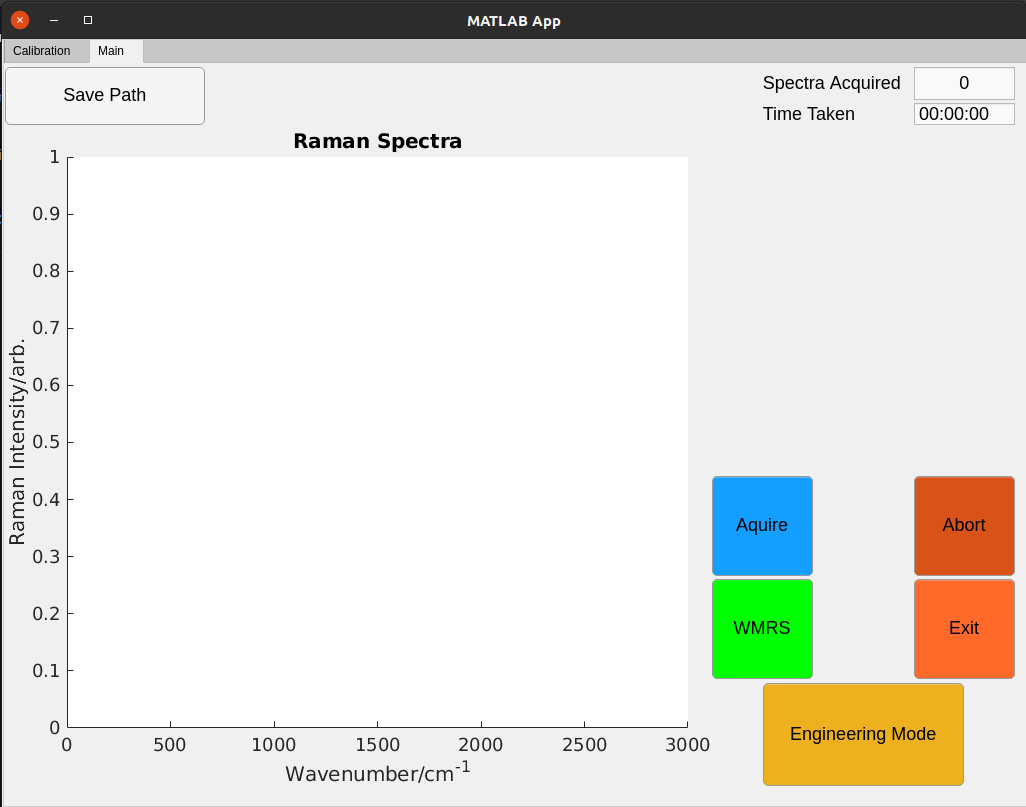 MATLAB App
Calibration
Main
Save Path
Spectra Acquired
0
Time Taken
00:00:00
Raman Spectra
1
0.9
0.8
0.7
0.6
0.5
0.4
0.3
0.2
0.1
0
Raman Intensity/arb.
0
500
1000
1500
2000
2500
3000
Wavenumber/cm⁻¹
Aquire
Abort
WMRS
Exit
Engineering Mode